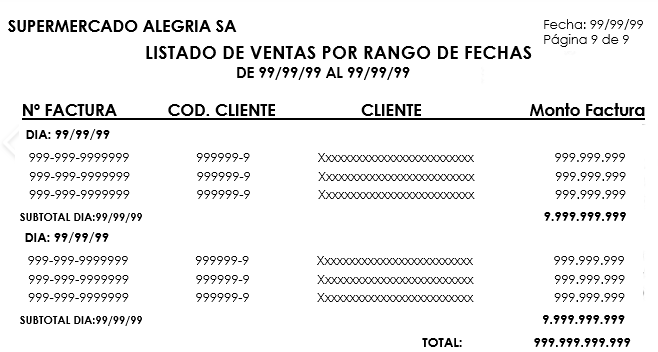 SUPERMERCADO ALEGRIA SA
Fecha: 99/99/99
Página 9 de 9
LISTADO DE VENTAS POR RANGO DE FECHAS
DE 99/99/99 AL 99/99/99
Nº FACTURA COD. CLIENTE CLIENTE Monto Factura
DIA: 99/99/99
999-999-9999999 999999-9 Xxxxxxxxxxxxxxxxxxxxxxxxx 999.999.999
999-999-9999999 999999-9 Xxxxxxxxxxxxxxxxxxxxxxxxx 999.999.999
999-999-9999999 999999-9 Xxxxxxxxxxxxxxxxxxxxxxxxx 999.999.999
SUBTOTAL DIA:99/99/99 9.999.999.999
DIA: 99/99/99
999-999-9999999 999999-9 Xxxxxxxxxxxxxxxxxxxxxxxxx 999.999.999
999-999-9999999 999999-9 Xxxxxxxxxxxxxxxxxxxxxxxxx 999.999.999
999-999-9999999 999999-9 Xxxxxxxxxxxxxxxxxxxxxxxxx 999.999.999
SUBTOTAL DIA:99/99/99 9.999.999.999
TOTAL: 999.999.999.999